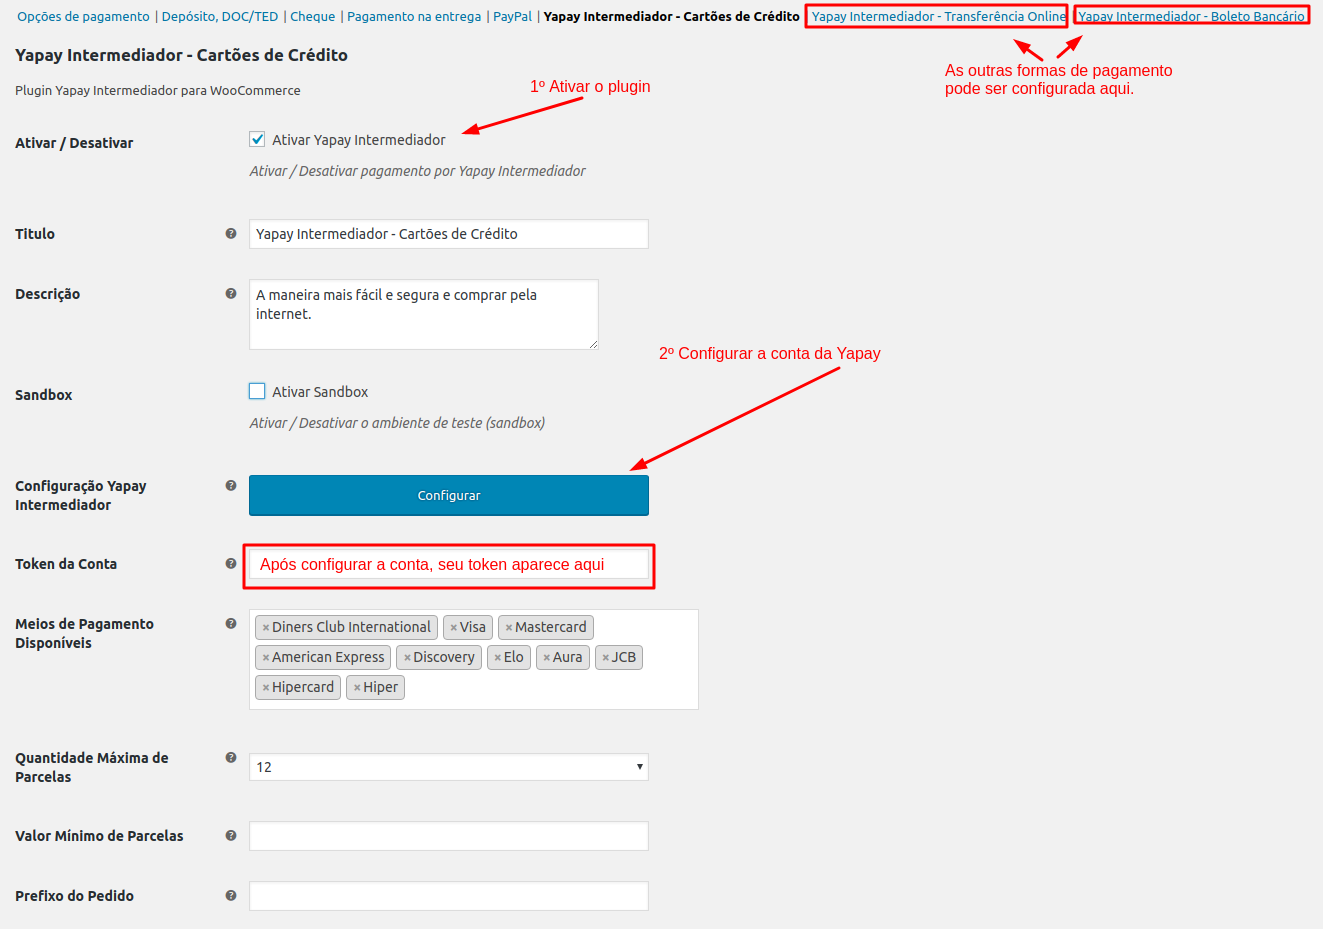 Opções de pagamento | Depósito, DOC/TED | Cheque | Pagamento na entrega | PayPal | Yapay Intermediador - Cartões de Crédito Yapay Intermediador - Transferência Online Yapay Intermediador - Boleto Bancário
Yapay Intermediador - Cartões de Crédito
As outras formas de pagamento
pode ser configurada aqui.
Plugin Yapay Intermediador para WooCommerce
1º Ativar o plugin
Ativar / Desativar
Ativar Yapay Intermediador
Ativar / Desativar pagamento por Yapay Intermediador
Titulo
Yapay Intermediador - Cartões de Crédito
Descrição
A maneira mais fácil e segura e comprar pela
internet.
2º Configurar a conta da Yapay
Sandbox
Ativar Sandbox
Ativar / Desativar o ambiente de teste (sandbox)
Configuração Yapay
Intermediador
Configurar
Token da Conta
Após configurar a conta, seu token aparece aqui
Meios de Pagamento
Disponíveis
× Diners Club International × Visa × Mastercard
× American Express × Discovery × Elo × Aura × JCB
× Hipercard × Hiper
Quantidade Máxima de
Parcelas
12
Valor Mínimo de Parcelas
Prefixo do Pedido